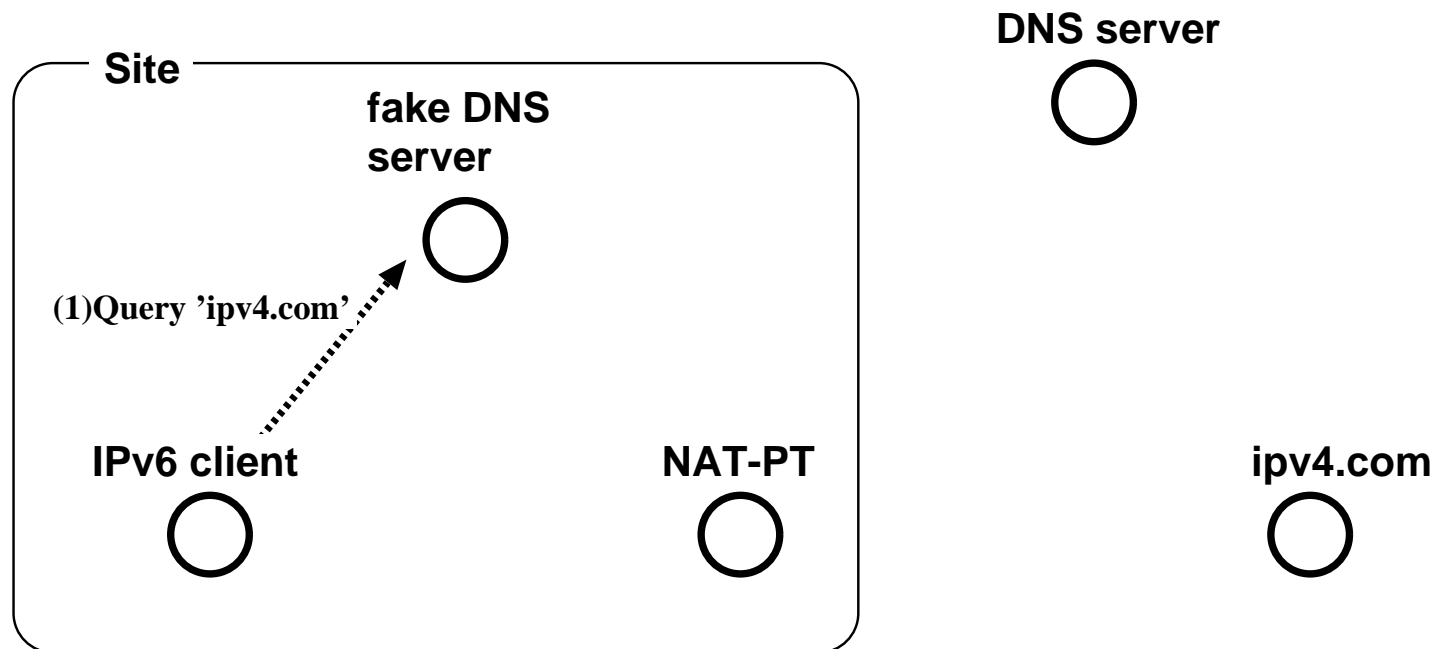 DNS server
Site
fake DNS
server
(1)Query ’ipv4.com’
IPv6 client
NAT-PT
ipv4.com